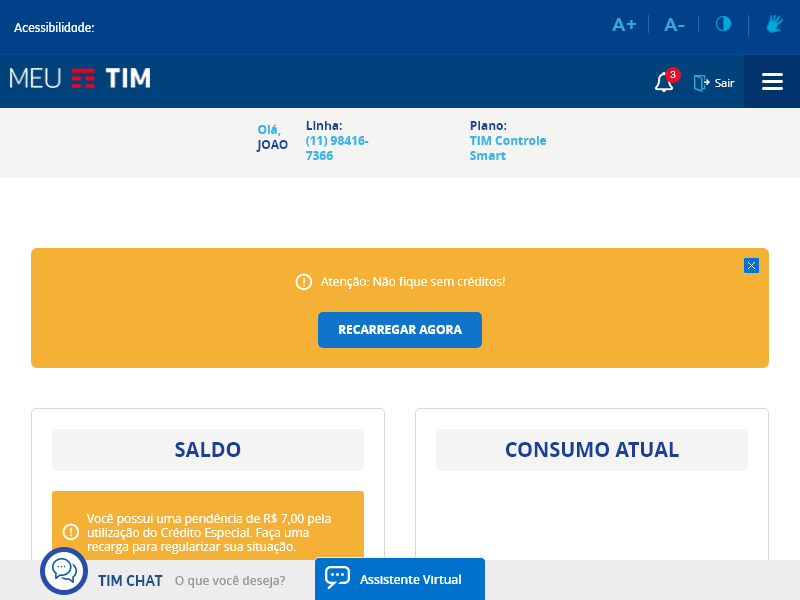 Acessibilidade:
A+ A-
MEU TIM
3
Sair
Olá,
JOAO
Linha:
(11) 98416-
7366
Plano:
TIM Controle
Smart
Atenção: Não fique sem créditos!
RECARREGAR AGORA
SALDO
CONSUMO ATUAL
Você possui uma pendência de R$ 7,00 pela
utilização do Crédito Especial. Faça uma
recarga para regularizar sua situação.
TIM CHAT O que você deseja?
Assistente Virtual